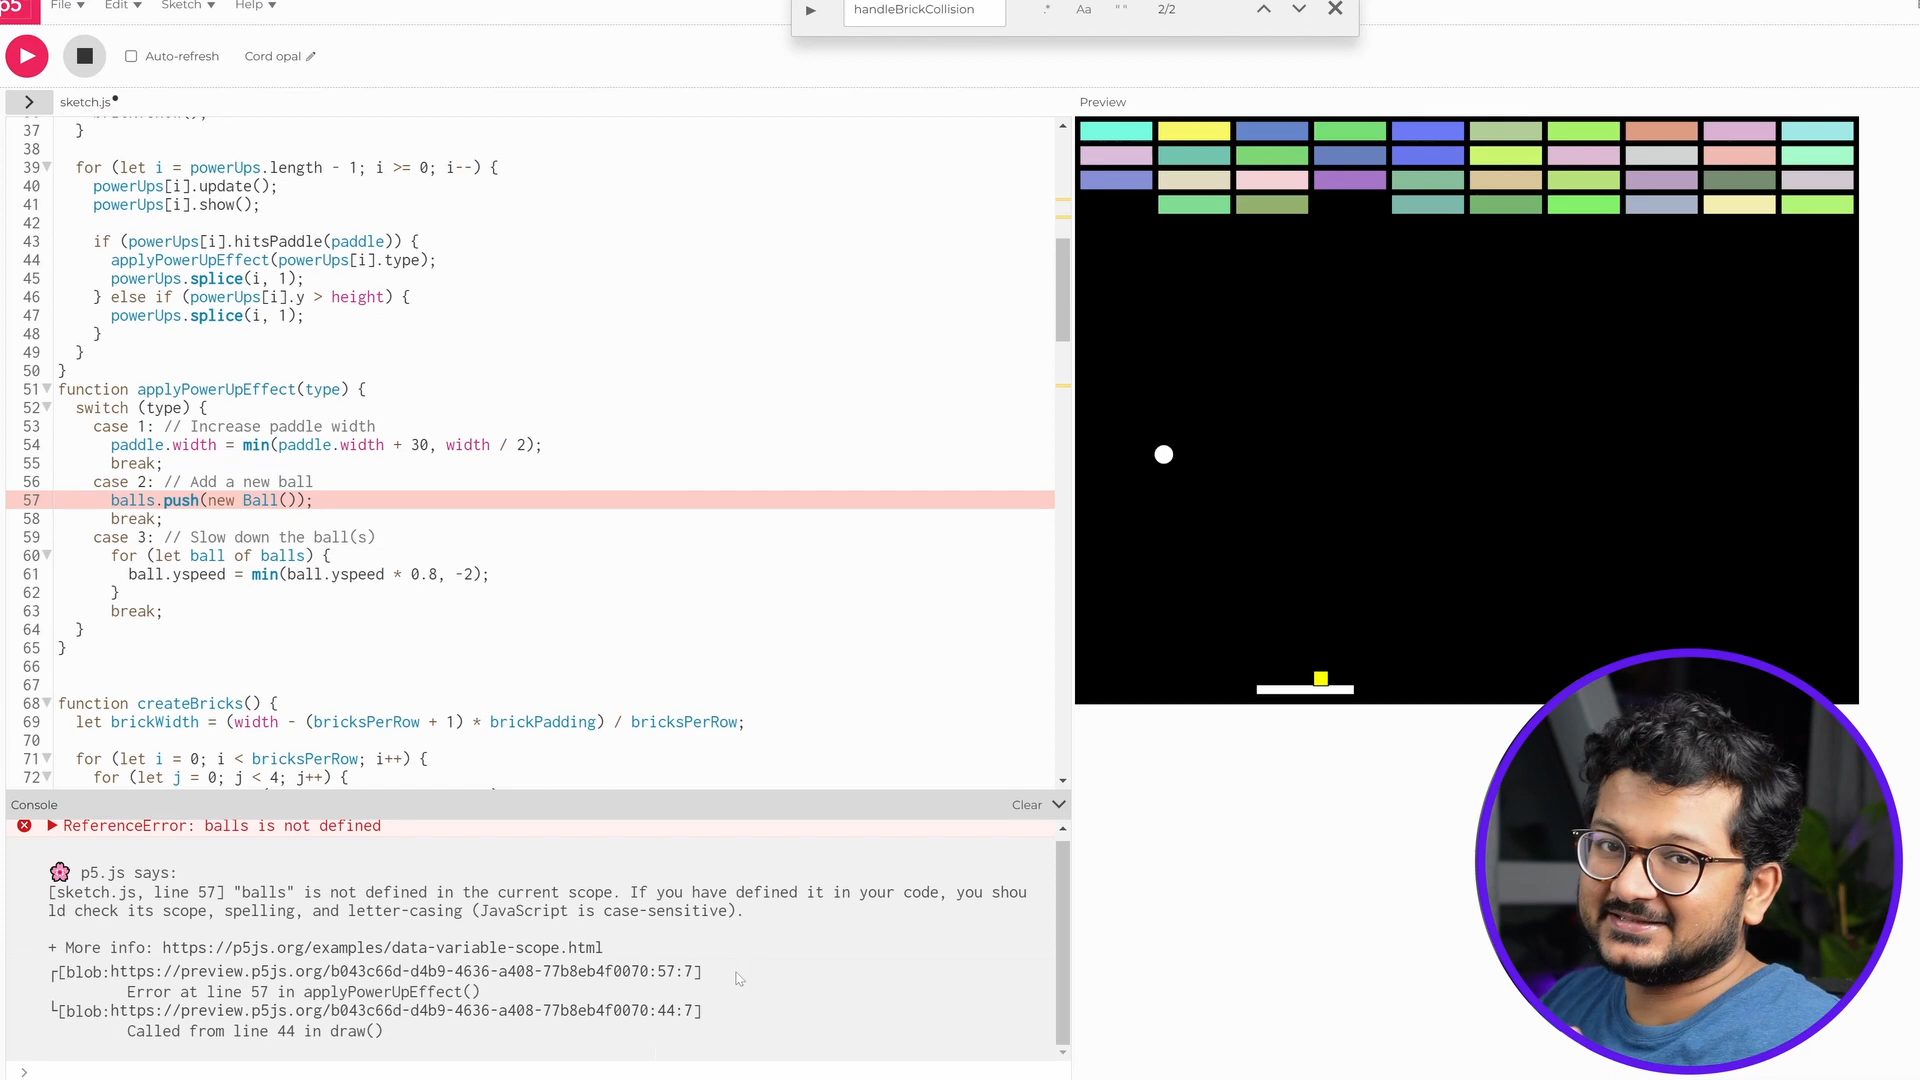 p5
File
Edit
Sketch
Help
handleBrickCollision
.*
Aa
" "
2/2
Auto-refresh
Cord opal
sketch.js
Preview
37 }
38
39 for (let i = powerUps.length - 1; i >= 0; i--) {
40 powerUps[i].update();
41 powerUps[i].show();
42
43 if (powerUps[i].hitsPaddle(paddle)) {
44 applyPowerUpEffect(powerUps[i].type);
45 powerUps.splice(i, 1);
46 } else if (powerUps[i].y > height) {
47 powerUps.splice(i, 1);
48 }
49 }
50 }
51 function applyPowerUpEffect(type) {
52 switch (type) {
53 case 1: // Increase paddle width
54 paddle.width = min(paddle.width + 30, width / 2);
55 break;
56 case 2: // Add a new ball
57 balls.push(new Ball());
58 break;
59 case 3: // Slow down the ball(s)
60 for (let ball of balls) {
61 ball.yspeed = min(ball.yspeed * 0.8, -2);
62 }
63 break;
64 }
65 }
66
67
68 function createBricks() {
69 let brickWidth = (width - (bricksPerRow + 1) * brickPadding) / bricksPerRow;
70
71 for (let i = 0; i < bricksPerRow; i++) {
72 for (let j = 0; j < 4; j++) {
Console
Clear
ReferenceError: balls is not defined
🌸 p5.js says:
[sketch.js, line 57] "balls" is not defined in the current scope. If you have defined it in your code, you shou
ld check its scope, spelling, and letter-casing (JavaScript is case-sensitive).
+ More info: https://p5js.org/examples/data-variable-scope.html
┌[blob:https://preview.p5js.org/b043c66d-d4b9-4636-a408-77b8eb4f0070:57:7]
Error at line 57 in applyPowerUpEffect()
└[blob:https://preview.p5js.org/b043c66d-d4b9-4636-a408-77b8eb4f0070:44:7]
Called from line 44 in draw()